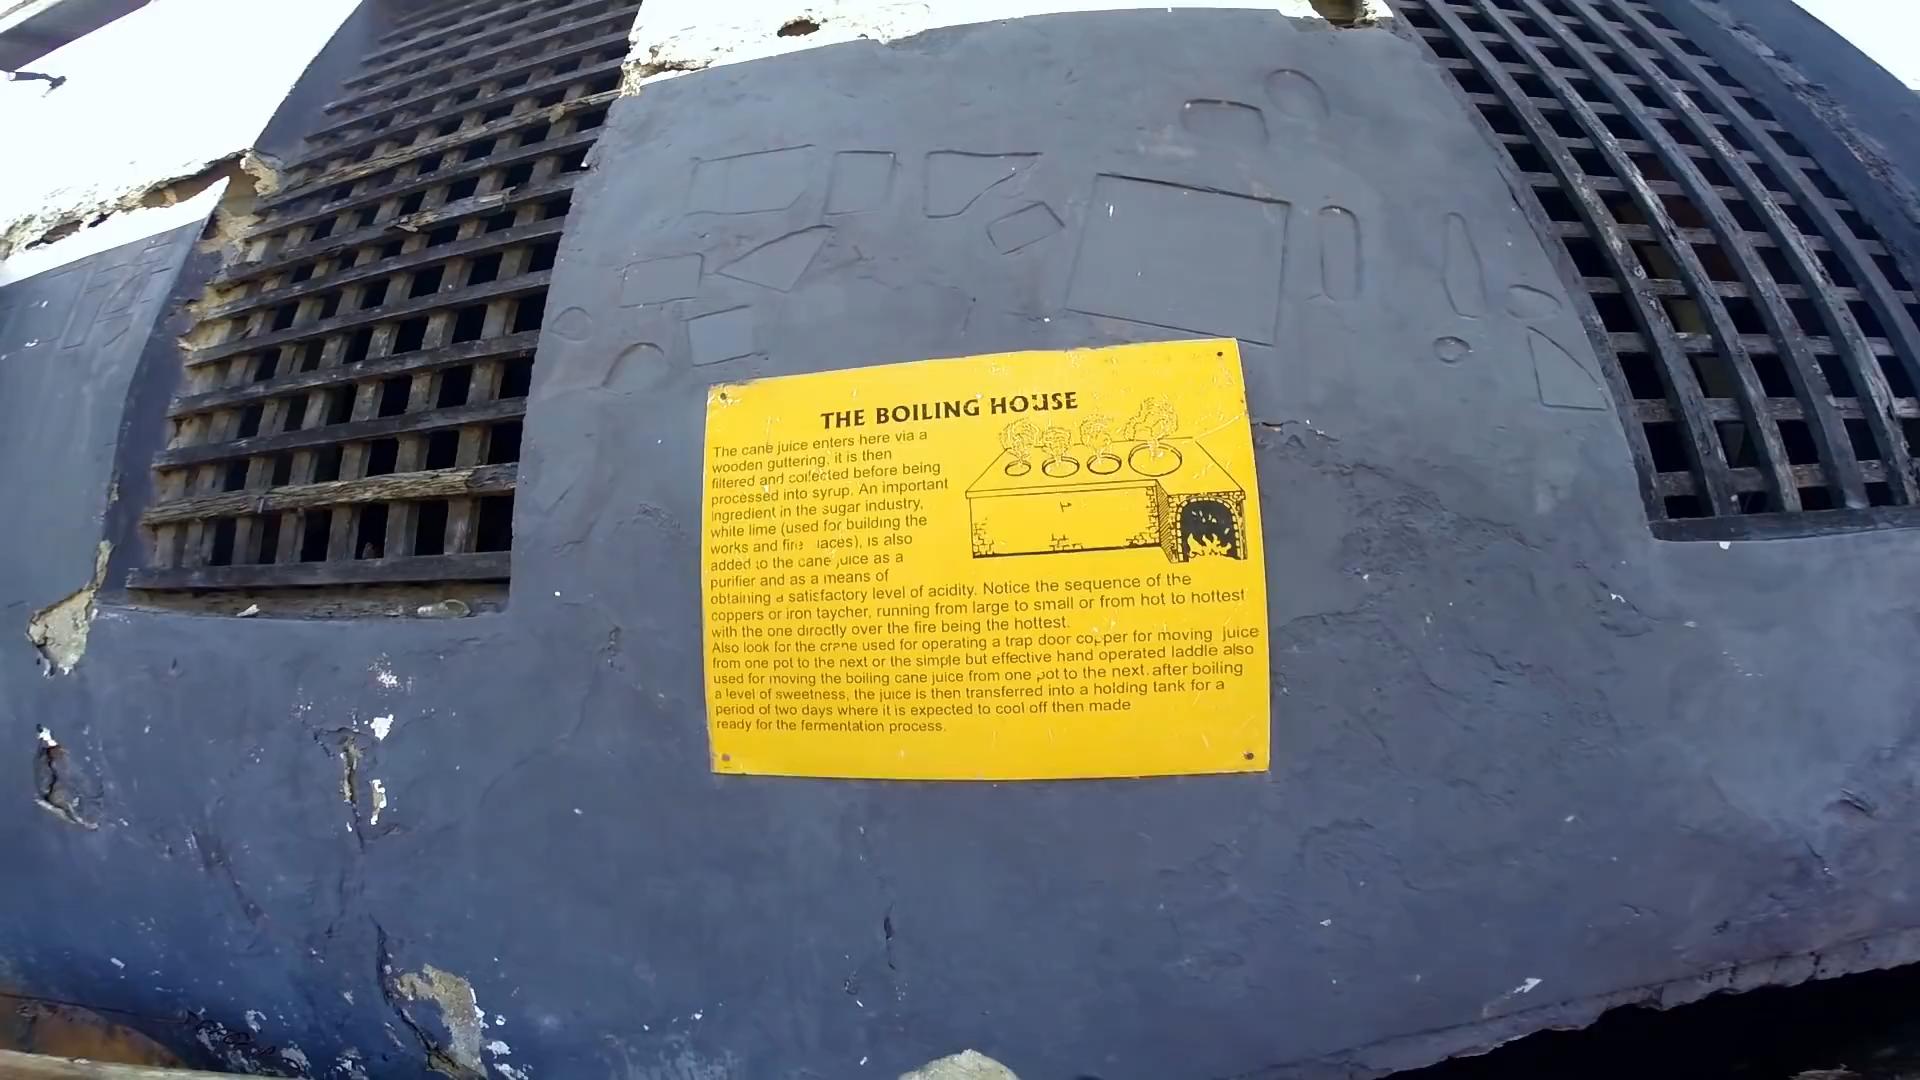 THE BOILING HOUSE
The cane juice enters here via a
wooden guttering, it is then
filtered and collected before being
processed into syrup. An important
ingredient in the sugar industry,
white lime (used for building the
works and fire laces), is also
added to the cane juice as a
purifier and as a means of
obtaining a satisfactory level of acidity. Notice the sequence of the
coppers or iron taycher, running from large to small or from hot to hottest
with the one directly over the fire being the hottest.
Also look for the crane used for operating a trap door copper for moving juice
from one pot to the next or the simple but effective hand operated laddle also
used for moving the boiling cane juice from one pot to the next. after boiling
a level of sweetness, the juice is then transferred into a holding tank for a
period of two days where it is expected to cool off then made
ready for the fermentation process.